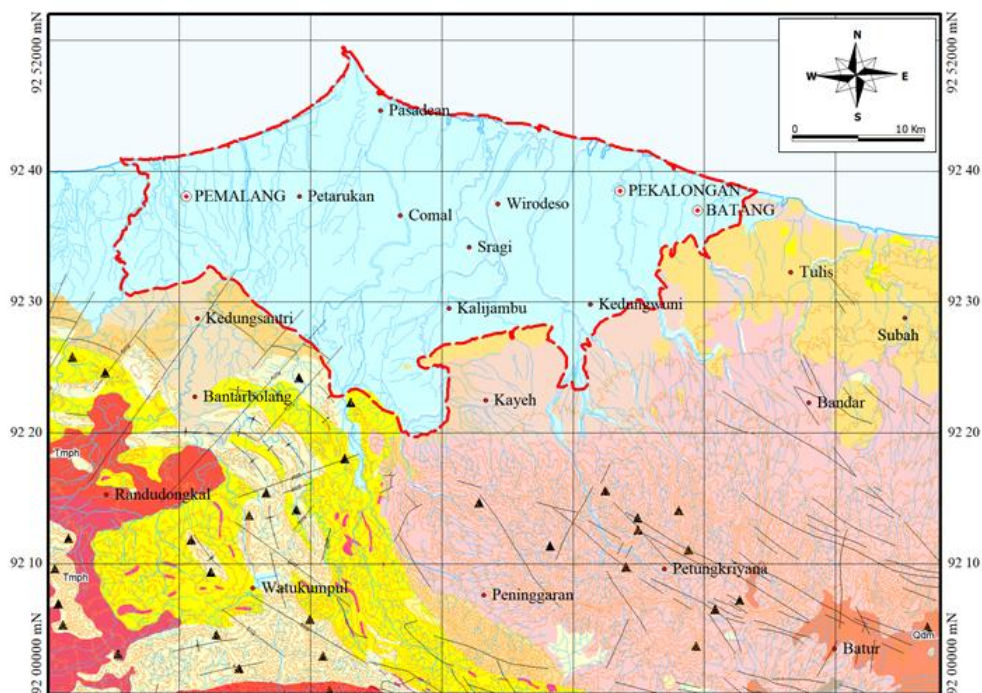 92 52000 mN
92 52000 mN
N
W E
S
0 10 Km
Pasadean
92 40
92 40
PEMALANG
Petarukan
PEKALONGAN
Comal
Wirodeso
BATANG
Sragi
Tulis
92 30
Kedungsantri
Kalijambu
Kedungwuni
92 30
Subah
Bantarbolang
Kayeh
Bandar
92 20
92 20
Tmph
Randudongkal
92 10
92 10
Tmph
Watukumpul
Petungkriyana
Peninggaran
Qdm
Batur
92 00000 mN
92 00000 mN